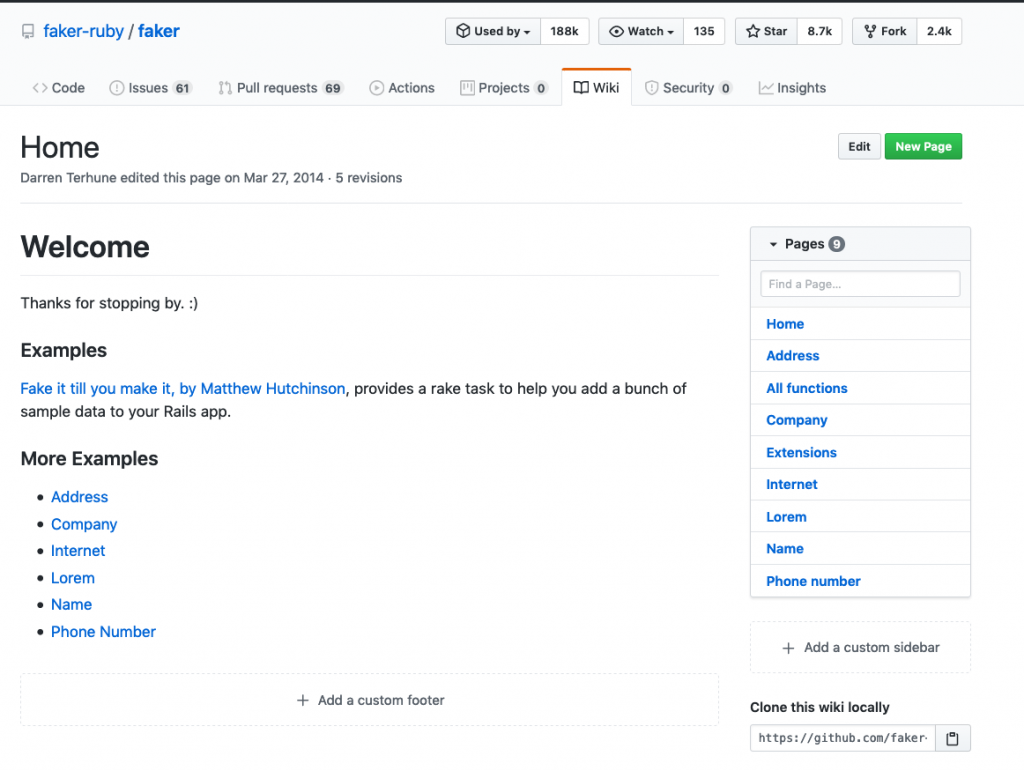 faker-ruby / faker
Used by 188k Watch 135 Star 8.7k Fork 2.4k
Code Issues 61 Pull requests 69 Actions Projects 0 Wiki Security 0 Insights
Home
Edit New Page
Darren Terhune edited this page on Mar 27, 2014 · 5 revisions
Welcome
Thanks for stopping by. :)
Examples
Fake it till you make it, by Matthew Hutchinson, provides a rake task to help you add a bunch of
sample data to your Rails app.
More Examples
Address
Company
Internet
Lorem
Name
Phone Number
Add a custom footer
Pages 9
Find a Page...
Home
Address
All functions
Company
Extensions
Internet
Lorem
Name
Phone number
Add a custom sidebar
Clone this wiki locally
https://github.com/faker-